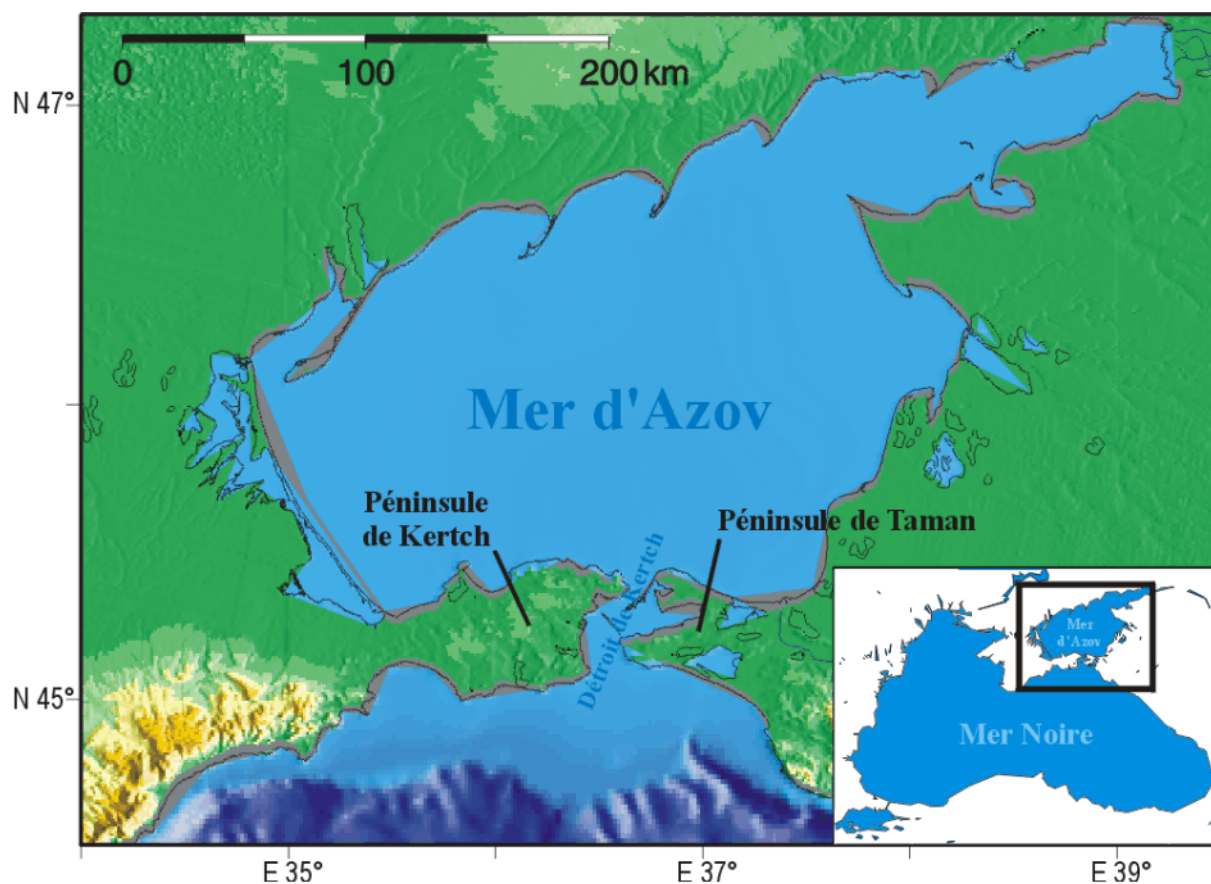 0 100 200 km
N 47°
Mer d'Azov
Péninsule
de Kertch
Péninsule de Taman
Détroit de Kertch
Mer
d'Azov
N 45°
Mer Noire
E 35° E 37° E 39°